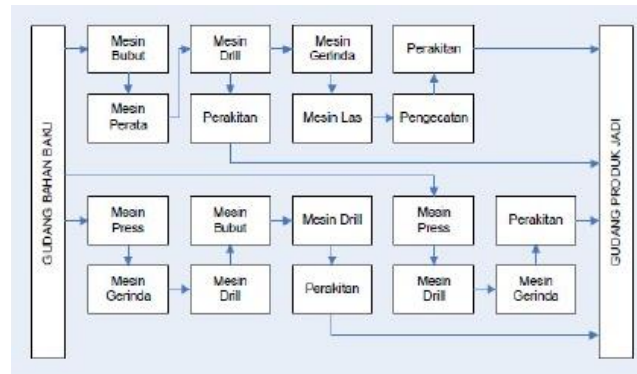 GUDANG BAHAN BAKU
Mesin
Bubut
Mesin
Drill
Mesin
Gerinda
Perakitan
Mesin
Perata
Perakitan
Mesin Las
Pengecatan
Mesin
Press
Mesin
Bubut
Mesin Drill
Mesin
Press
Perakitan
Mesin
Gerinda
Mesin
Drill
Perakitan
Mesin
Drill
Mesin
Gerinda
GUDANG PRODUK JADI